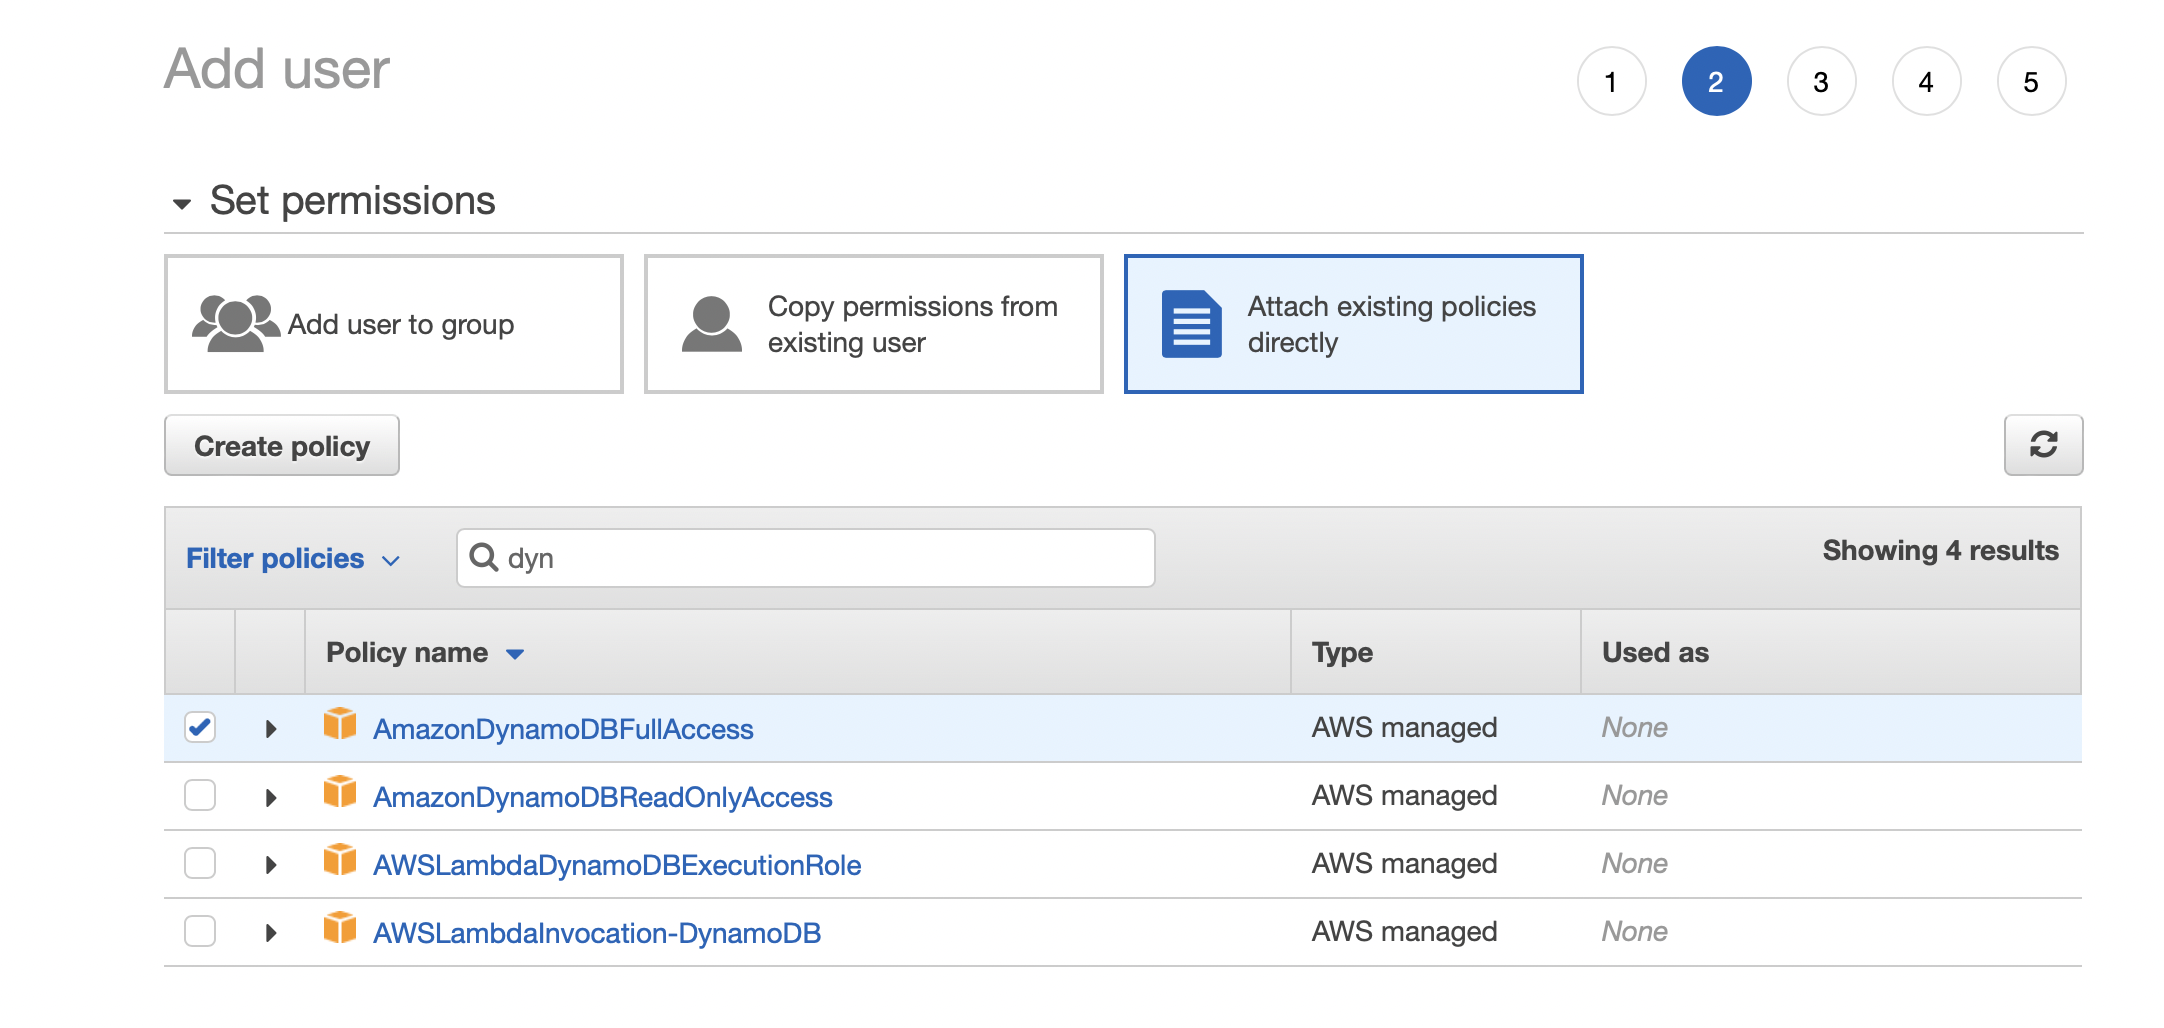 Add user
1 2 3 4 5
Set permissions
Add user to group
Copy permissions from
existing user
Attach existing policies
directly
Create policy
Filter policies dyn Showing 4 results
Policy name Type Used as
AmazonDynamoDBFullAccess AWS managed None
AmazonDynamoDBReadOnlyAccess AWS managed None
AWSLambdaDynamoDBExecutionRole AWS managed None
AWSLambdaInvocation-DynamoDB AWS managed None